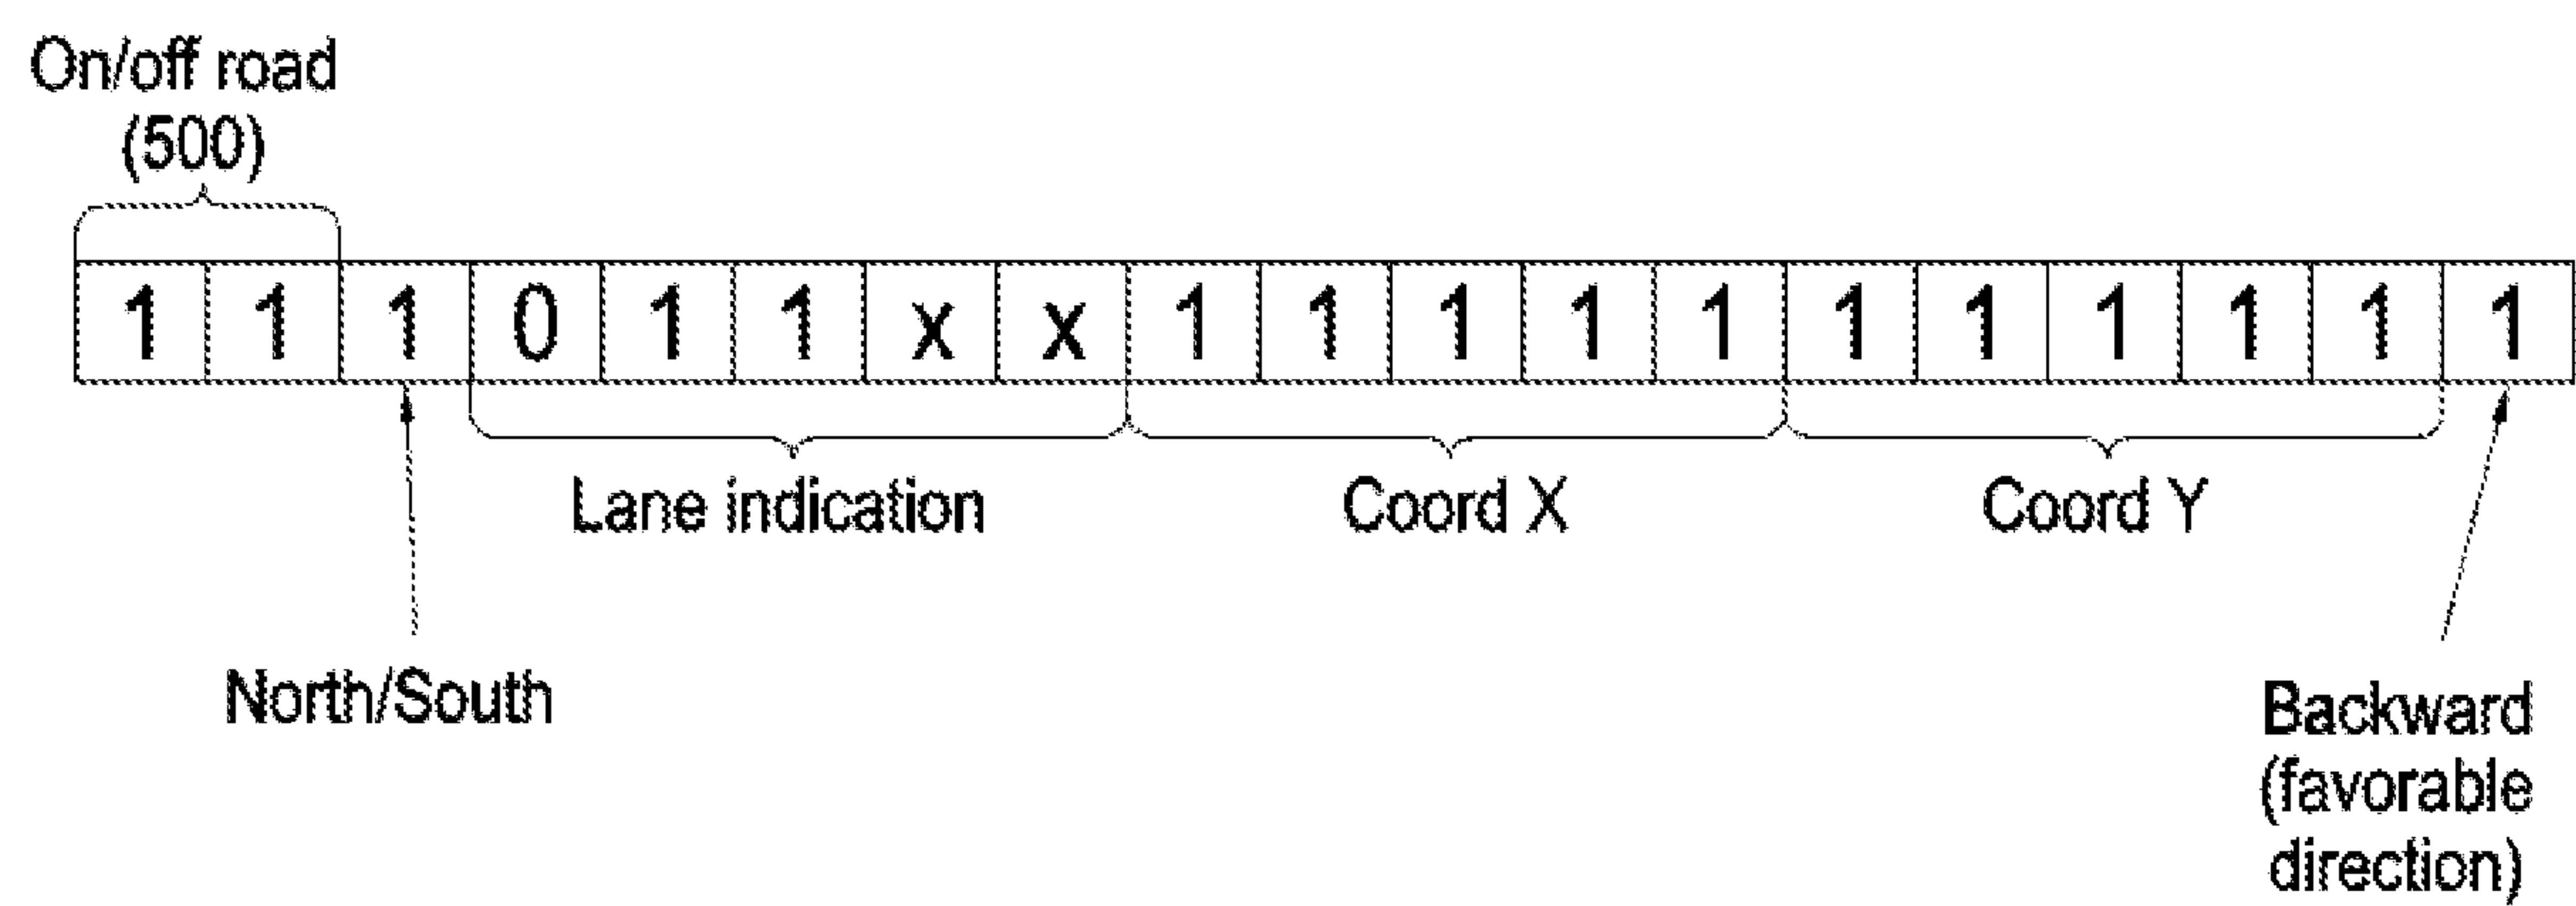 On/off road
(500)
1 1 1 0 1 1 x x 1 1 1 1 1 1 1 1 1 1 1
Lane indication
Coord X
Coord Y
North/South
Backward
(favorable
direction)